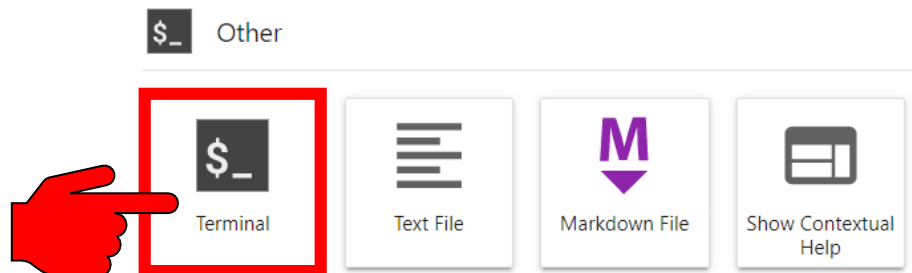 $_ Other
$_
M
Terminal
Text File
Markdown File
Show Contextual
Help